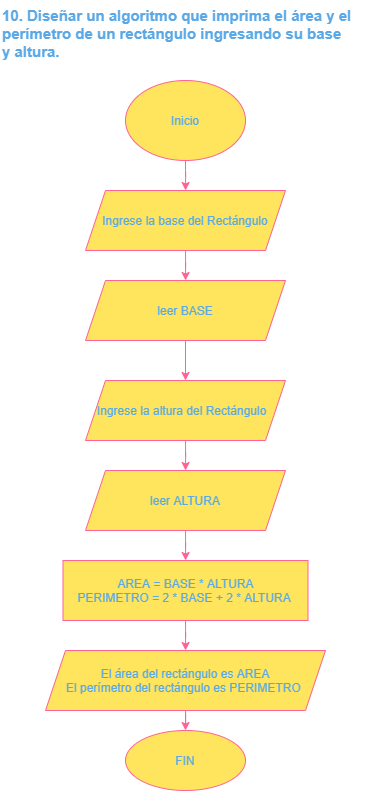 10. Diseñar un algoritmo que imprima el área y el
perímetro de un rectángulo ingresando su base
y altura.
Inicio
Ingrese la base del Rectángulo
leer BASE
Ingrese la altura del Rectángulo
leer ALTURA
AREA = BASE * ALTURA
PERIMETRO = 2 * BASE + 2 * ALTURA
El área del rectángulo es AREA
El perímetro del rectángulo es PERIMETRO
FIN